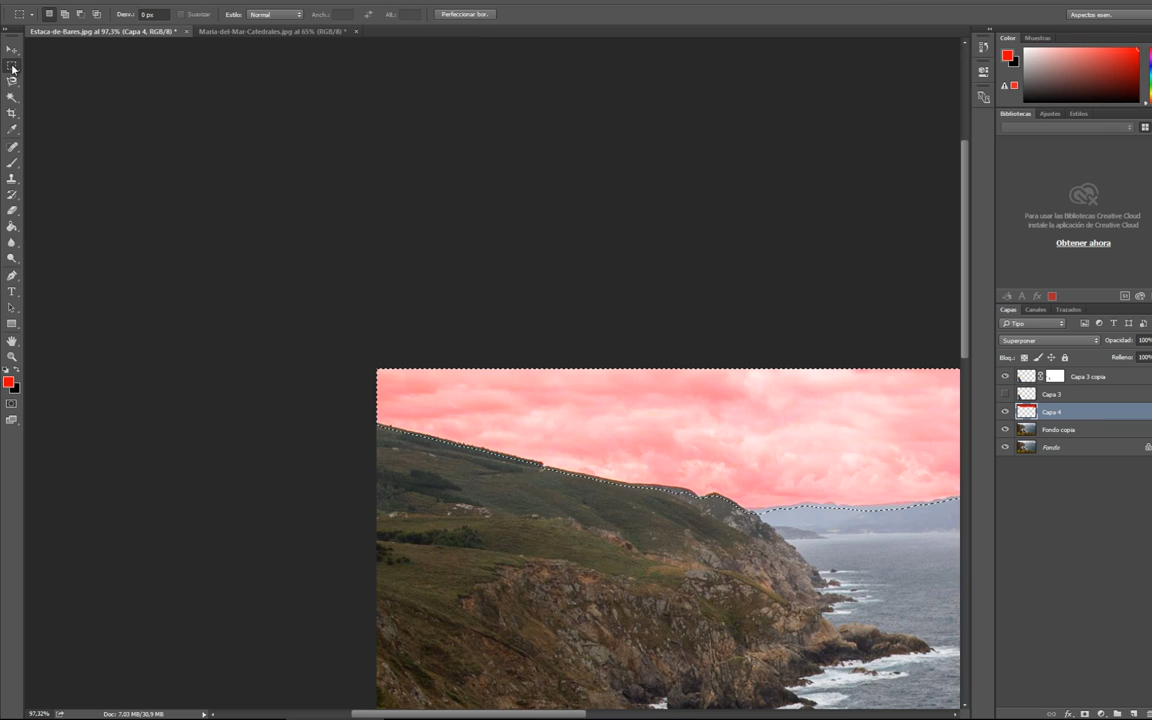 Desv.: 0 px Suavizar Estilo: Normal Anch.: Alt.: Perfeccionar bor. Aspectos esen.
Estaca-de-Bares.jpg al 97,3% (Capa 4, RGB/8) * × Maria-del-Mar-Catedrales.jpg al 65% (RGB/8) * ×
Color Muestras
Bibliotecas Ajustes Estilos
Para usar las Bibliotecas Creative Cloud
instale la aplicación de Creative Cloud
Obtener ahora
Capas Canales Trazados
Tipo
Superponer Opacidad: 100%
Bloq.: Relleno: 100%
Capa 3 copia
Capa 3
Capa 4
Fondo copia
Fondo
97,32% Doc: 7,03 MB/30,9 MB